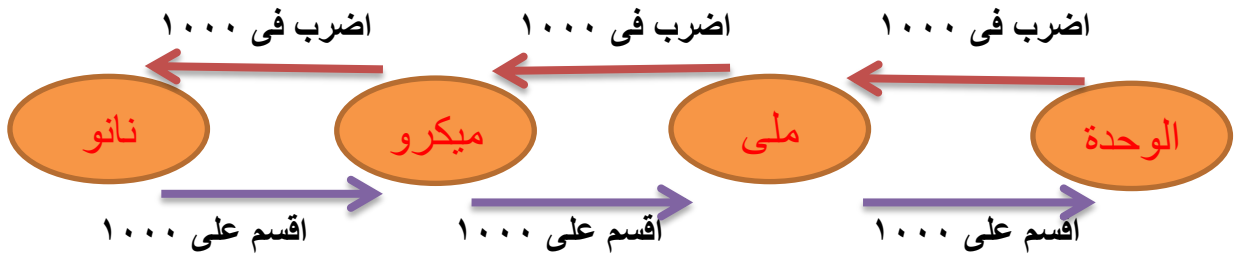 اضرب فى ١٠٠٠
اضرب فى ١٠٠٠
اضرب فى ١٠٠٠
الوحدة
ملى
ميكرو
نانو
اقسم على ١٠٠٠
اقسم على ١٠٠٠
اقسم على ١٠٠٠